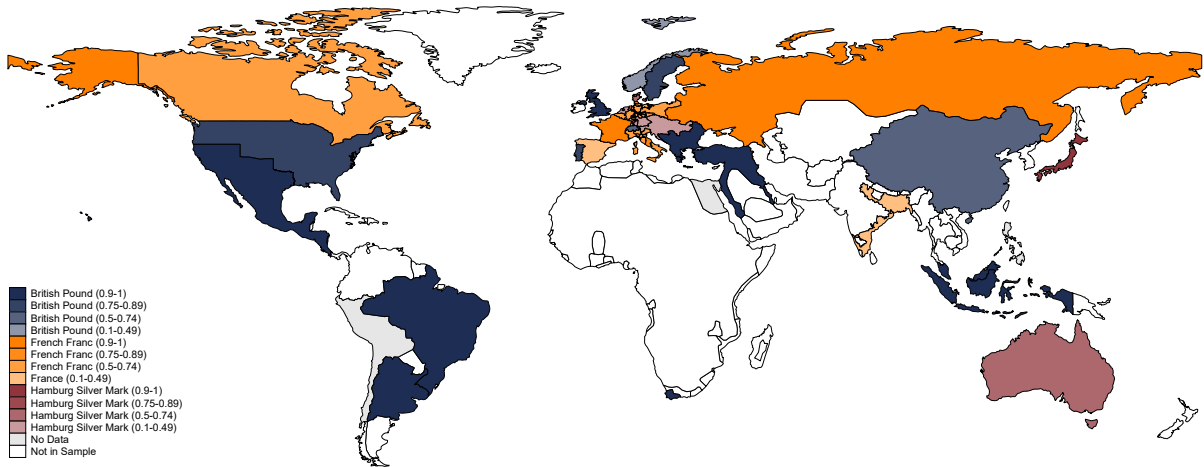 British Pound (0.9-1)
British Pound (0.75-0.89)
British Pound (0.5-0.74)
British Pound (0.1-0.49)
French Franc (0.9-1)
French Franc (0.75-0.89)
French Franc (0.5-0.74)
France (0.1-0.49)
Hamburg Silver Mark (0.9-1)
Hamburg Silver Mark (0.75-0.89)
Hamburg Silver Mark (0.5-0.74)
Hamburg Silver Mark (0.1-0.49)
No Data
Not in Sample